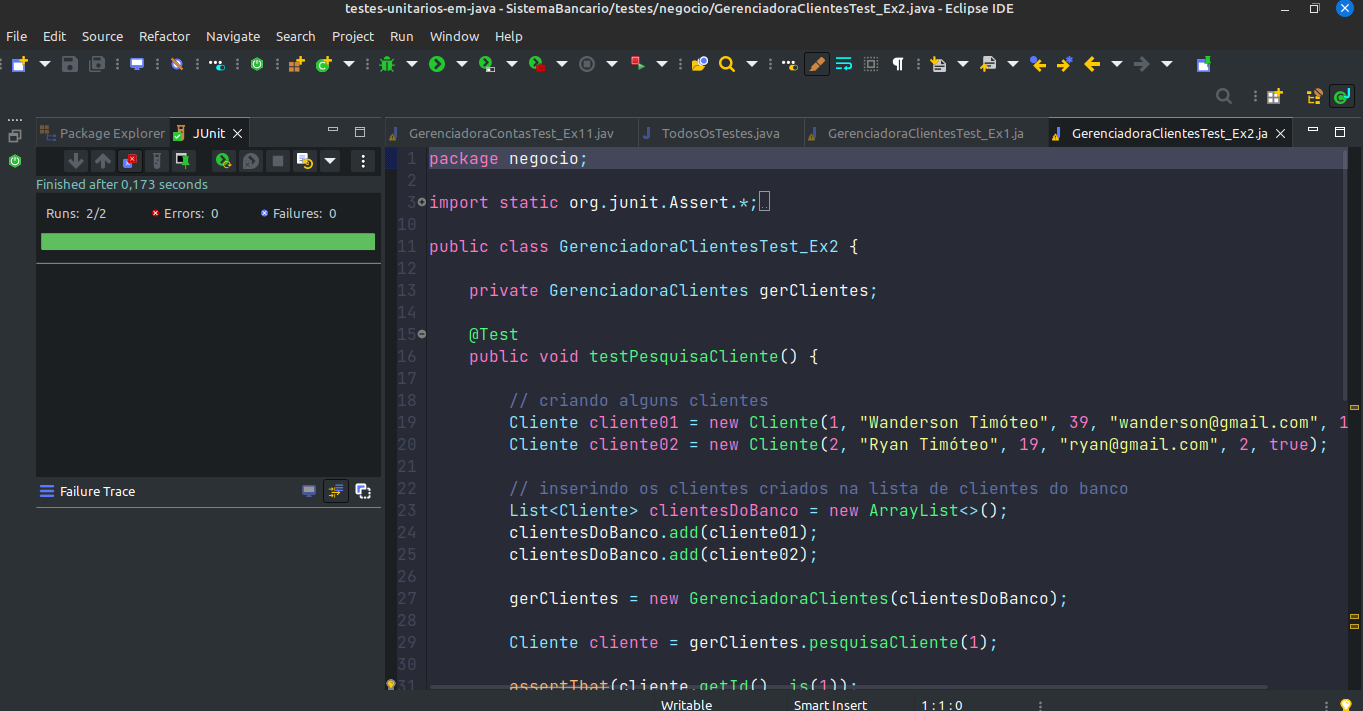 testes-unitarios-em-java - SistemaBancario/testes/negocio/GerenciadoraClientesTest_Ex2.java - Eclipse IDE
File Edit Source Refactor Navigate Search Project Run Window Help
Package Explorer JUnit
GerenciadoraContasTest_Ex11.jav TodosOsTestes.java GerenciadoraClientesTest_Ex1.ja GerenciadoraClientesTest_Ex2.ja
Finished after 0,173 seconds
Runs: 2/2 Errors: 0 Failures: 0
Failure Trace
1 package negocio;
2
3 import static org.junit.Assert.*;
10
11 public class GerenciadoraClientesTest_Ex2 {
12
13 private GerenciadoraClientes gerClientes;
14
15 @Test
16 public void testPesquisaCliente() {
17
18 // criando alguns clientes
19 Cliente cliente01 = new Cliente(1, "Wanderson Timóteo", 39, "wanderson@gmail.com", 1
20 Cliente cliente02 = new Cliente(2, "Ryan Timóteo", 19, "ryan@gmail.com", 2, true);
21
22 // inserindo os clientes criados na lista de clientes do banco
23 List<Cliente> clientesDoBanco = new ArrayList<>();
24 clientesDoBanco.add(cliente01);
25 clientesDoBanco.add(cliente02);
26
27 gerClientes = new GerenciadoraClientes(clientesDoBanco);
28
29 Cliente cliente = gerClientes.pesquisaCliente(1);
30
31 assertThat(cliente.getId(), is(1));
Writable Smart Insert 1 : 1 : 0